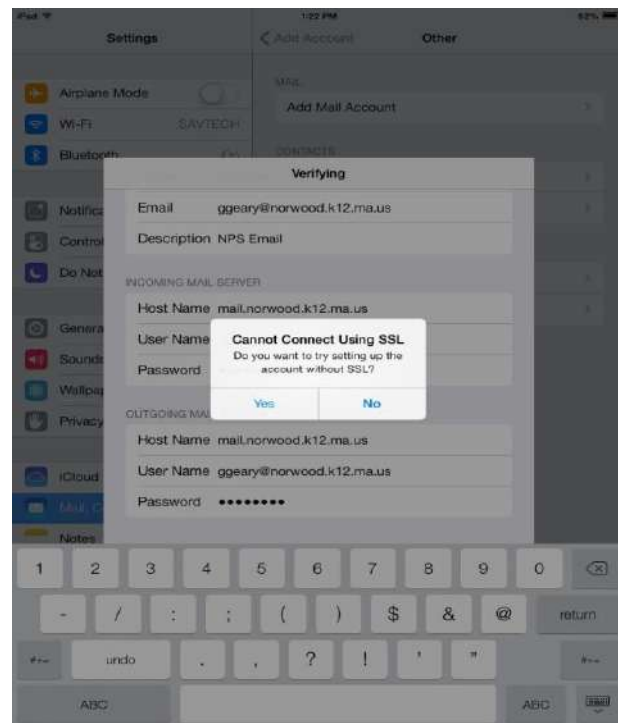 iPad
1:22 PM
82%
Settings
Add Account
Other
Airplane Mode
Wi-Fi
SAVTECH
Bluetooth
On
MAIL
Add Mail Account
CONTACTS
Verifying
Email ggeary@norwood.k12.ma.us
Description NPS Email
INCOMING MAIL SERVER
Host Name mail.norwood.k12.ma.us
User Name
Password
Cannot Connect Using SSL
Do you want to try setting up the
account without SSL?
Yes
No
OUTGOING MAI
Host Name mail.norwood.k12.ma.us
User Name ggeary@norwood.k12.ma.us
Password ••••••••
Notifica
Control
Do Not
Genera
Sounds
Wallpap
Privacy
iCloud
Mail, C
Notes
1 2 3 4 5 6 7 8 9 0
- / : ; ( ) $ & @ return
#+= undo . , ? ! ' " #+=
ABC ABC